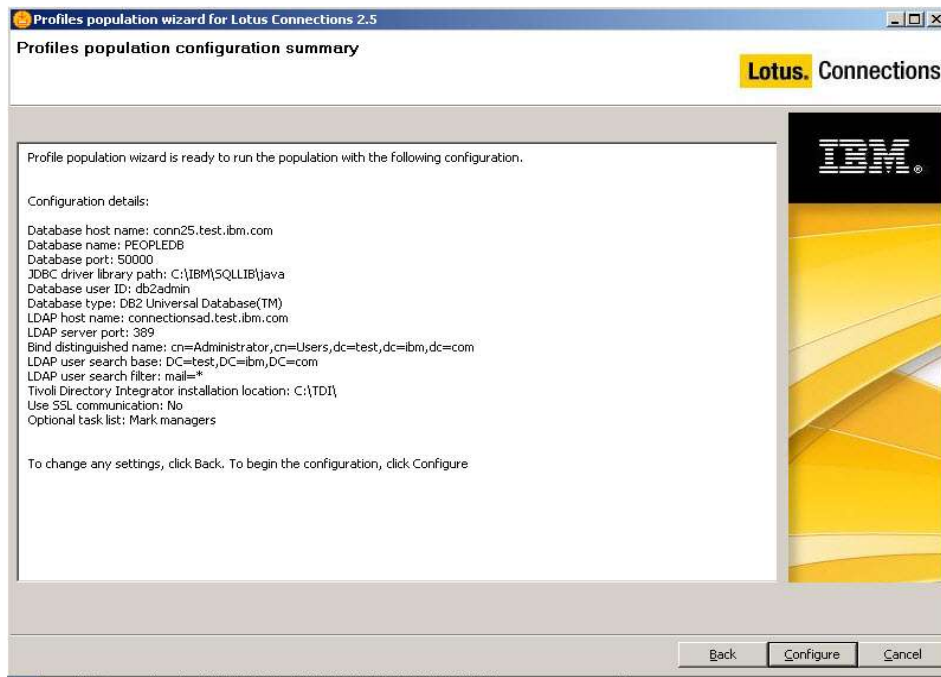 Profiles population wizard for Lotus Connections 2.5
Profiles population configuration summary
Lotus. Connections
IBM®
Profile population wizard is ready to run the population with the following configuration.
Configuration details:
Database host name: conn25.test.ibm.com
Database name: PEOPLEDB
Database port: 50000
JDBC driver library path: C:\IBM\SQLLIB\java
Database user ID: db2admin
Database type: DB2 Universal Database(TM)
LDAP host name: connectionsad.test.ibm.com
LDAP server port: 389
Bind distinguished name: cn=Administrator,cn=Users,dc=test,dc=ibm,dc=com
LDAP user search base: DC=test,DC=ibm,DC=com
LDAP user search filter: mail=*
Tivoli Directory Integrator installation location: C:\TDI\
Use SSL communication: No
Optional task list: Mark managers
To change any settings, click Back. To begin the configuration, click Configure
Back Configure Cancel